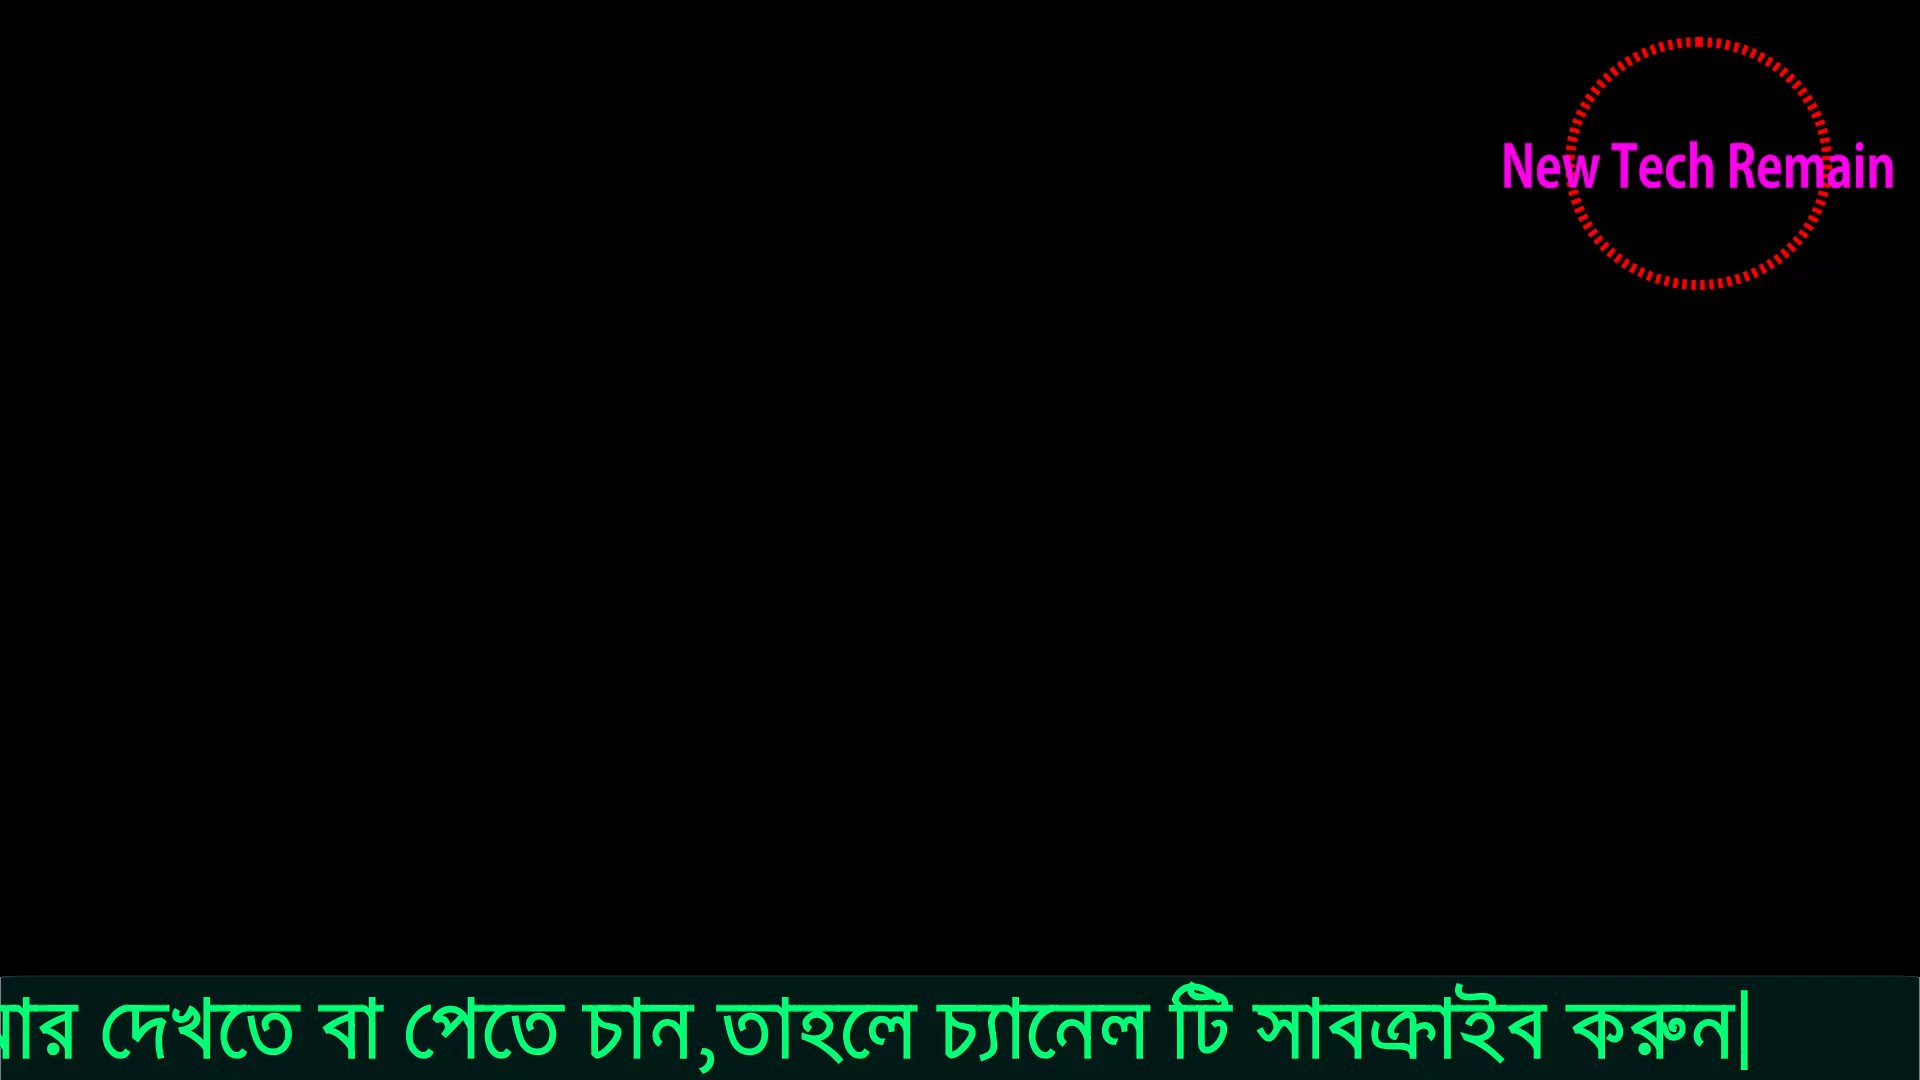 New Tech Remain
দেখতে বা পেতে চান,তাহলে চ্যানেল টি সাবক্রাইব করুন|